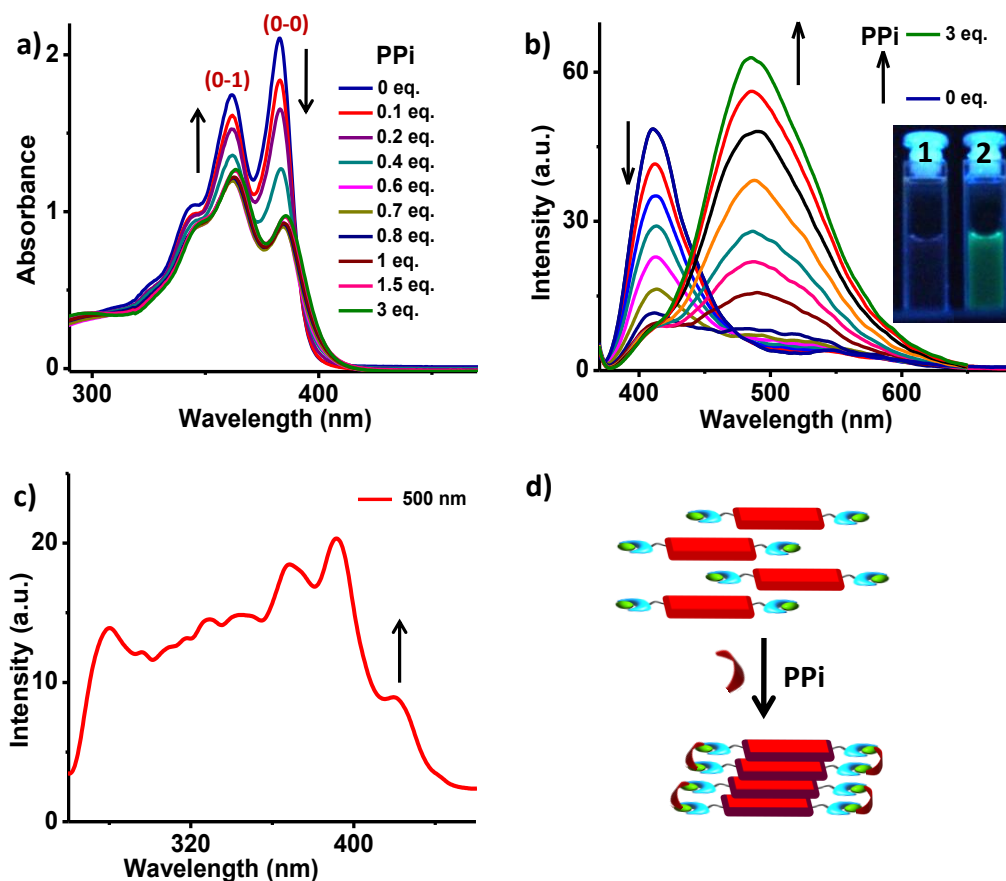 a)
(0-0)
(0-1)
PPi
0 eq.
0.1 eq.
0.2 eq.
0.4 eq.
0.6 eq.
0.7 eq.
0.8 eq.
1 eq.
1.5 eq.
3 eq.
2
1
0
Absorbance
300
400
Wavelength (nm)
b)
3 eq.
PPi
0 eq.
60
30
0
Intensity (a.u.)
1 2
400
500
600
Wavelength (nm)
c)
500 nm
20
10
0
Intensity (a.u.)
320
400
Wavelength (nm)
d)
PPi